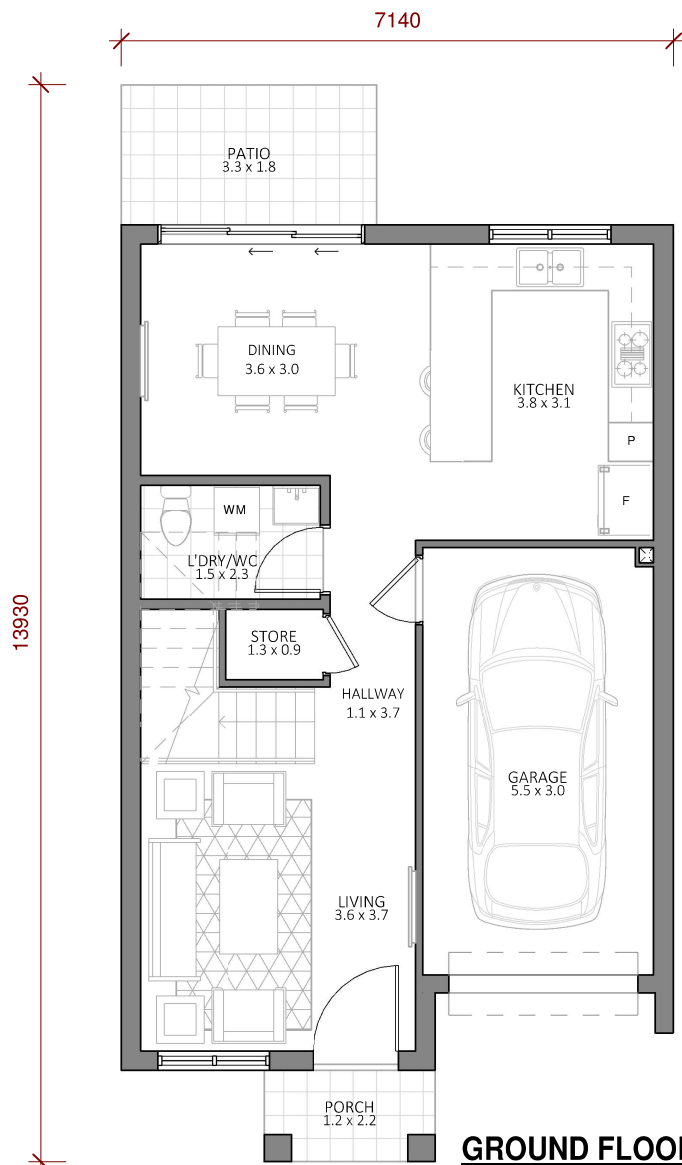 7140
PATIO
3.3 x 1.8
DINING
3.6 x 3.0
KITCHEN
3.8 x 3.1
P
F
WM
L'DRY/WC
1.5 x 2.3
13930
STORE
1.3 x 0.9
HALLWAY
1.1 x 3.7
GARAGE
5.5 x 3.0
LIVING
3.6 x 3.7
PORCH
1.2 x 2.2
GROUND FLOO